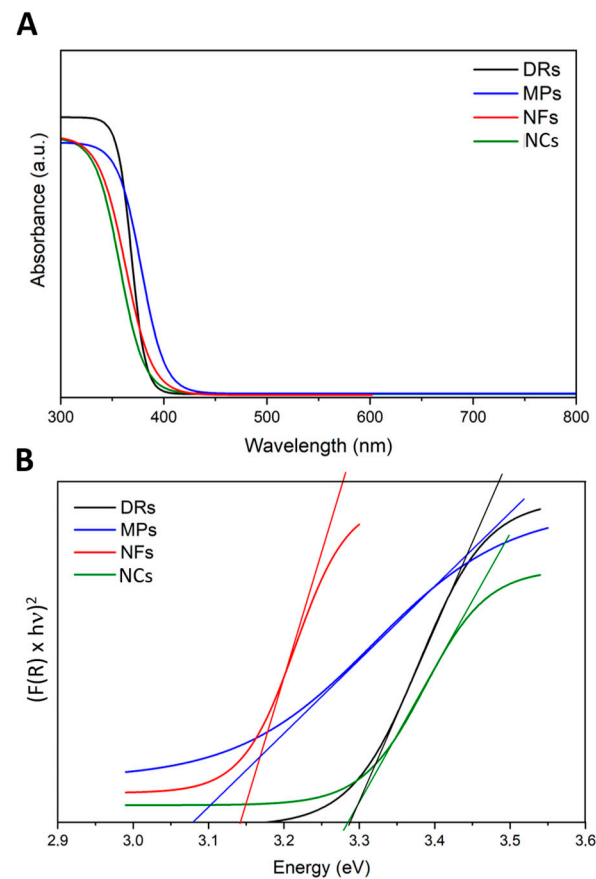 A
DRs
MPs
NFs
NCs
Absorbance (a.u.)
300 400 500 600 700 800
Wavelength (nm)
B
DRs
MPs
NFs
NCs
(F(R) x hν)²
2.9 3.0 3.1 3.2 3.3 3.4 3.5 3.6
Energy (eV)